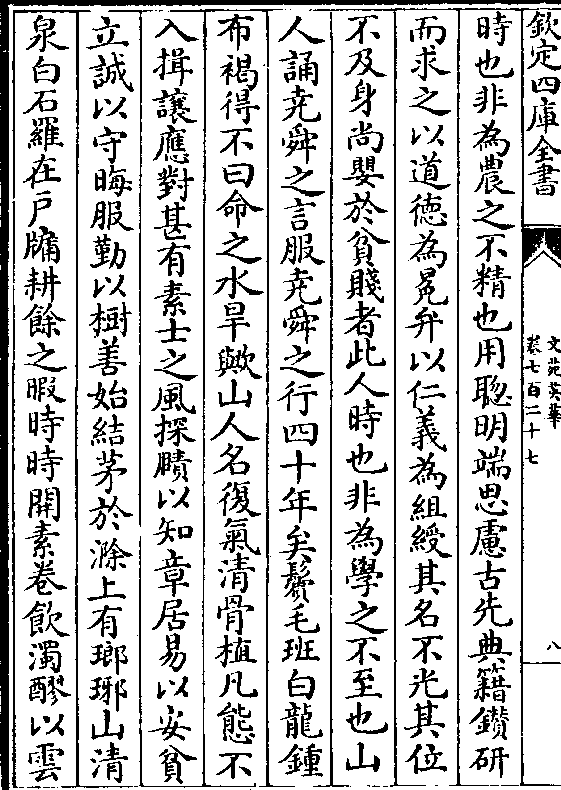 欽定四庫全書
文苑英華
卷七百二十七
八
時也非為農之不精也用聰明端思慮古先典籍鑚研
而求之以道徳為冕弁以仁義為組綬其名不光其位
不及身尚嬰於貧賤者此人時也非為學之不至也山
人誦尭舜之言服尭舜之行四十年矣鬢毛班白龍鍾
布褐得不曰命之水旱歟山人名復氣清骨植凡態不
入揖讓應對甚有素士之風探賾以知章居易以安貧
立誠以守晦服勤以樹善始結茅於滁上有瑯琊山清
泉白石羅在戸牖耕餘之暇時時開素卷飲濁醪以雲